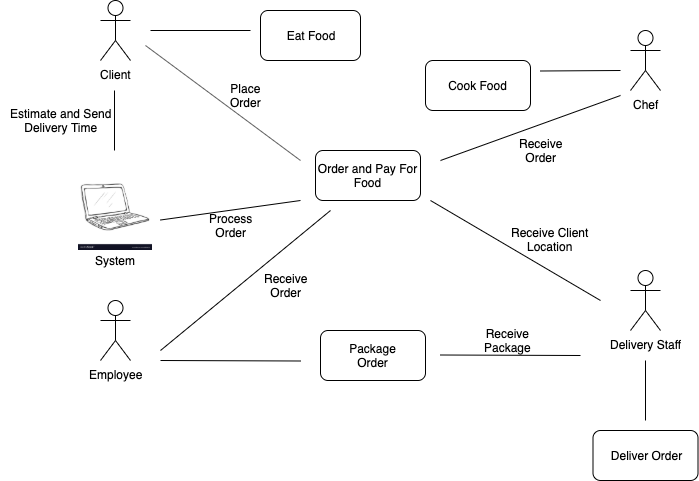 Eat Food
Client
Cook Food
Chef
Place
Order
Estimate and Send
Delivery Time
Receive
Order
Order and Pay For
Food
Process
Order
System
Receive Client
Location
Receive
Order
Employee
Package
Order
Receive
Package
Delivery Staff
Deliver Order